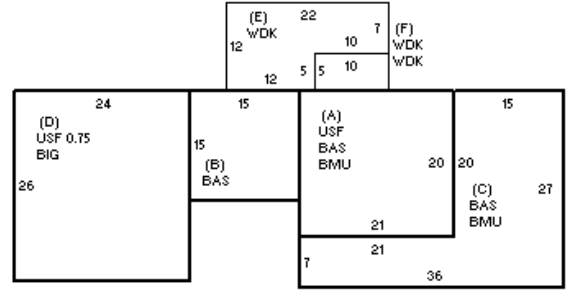 (E) 22 7 (F)
WDK 10 WDK
12 WDK
12 5 5 10
24 15 15
(D) (A)
USF 0.75 USF
BIG 15 BAS
(B) BMU 20 20
26 BAS (C) 27
BAS
BMU
21
21
7
36